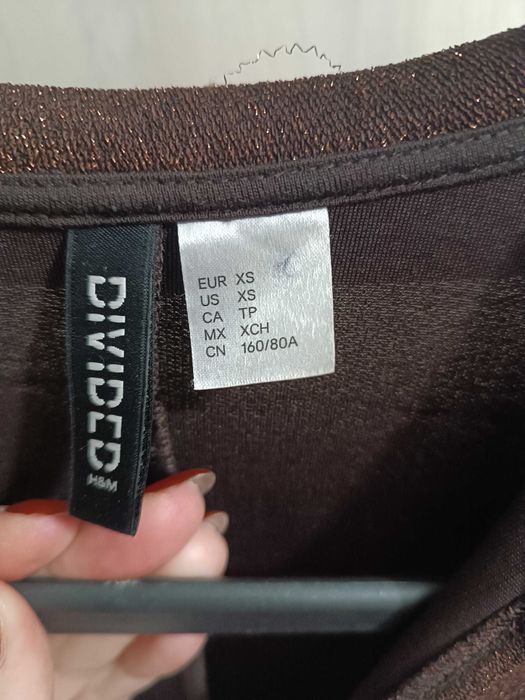 DIVIDED
H&M
EUR XS
US XS
CA TP
MX XCH
CN 160/80A